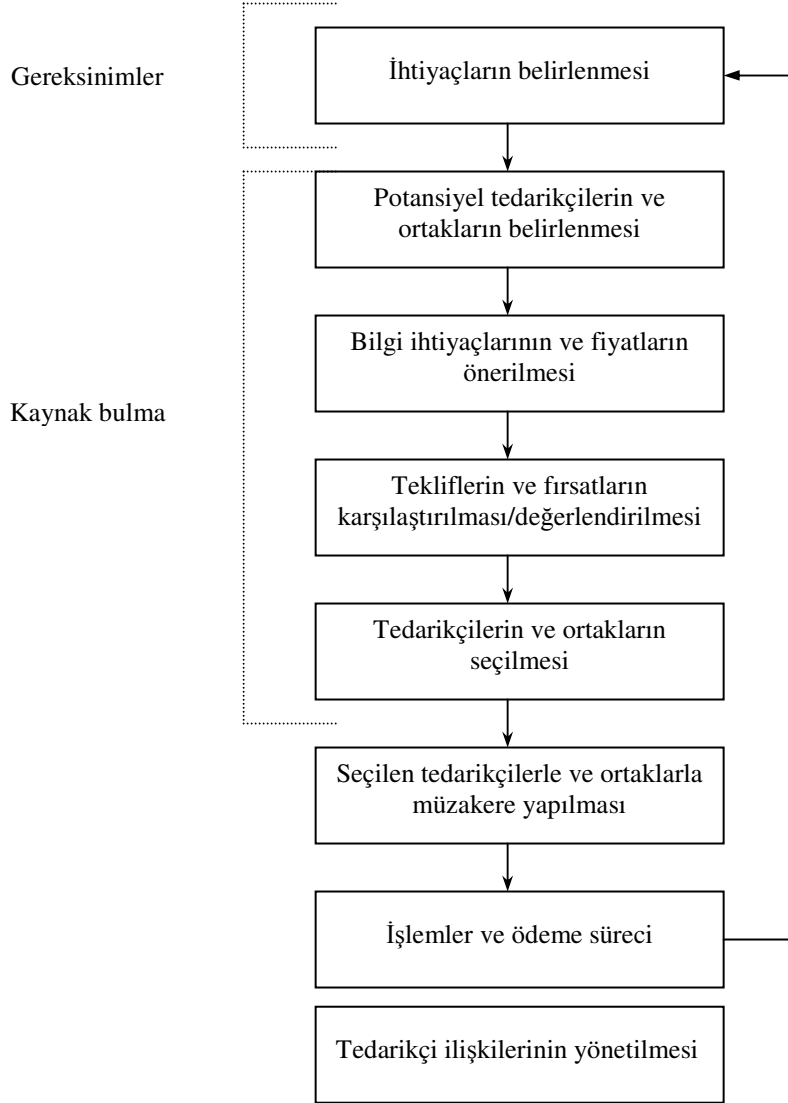 Gereksinimler
İhtiyaçların belirlenmesi
Potansiyel tedarikçilerin ve
ortakların belirlenmesi
Bilgi ihtiyaçlarının ve fiyatların
önerilmesi
Kaynak bulma
Tekliflerin ve fırsatların
karşılaştırılması/değerlendirilmesi
Tedarikçilerin ve ortakların
seçilmesi
Seçilen tedarikçilerle ve ortaklarla
müzakere yapılması
İşlemler ve ödeme süreci
Tedarikçi ilişkilerinin yönetilmesi